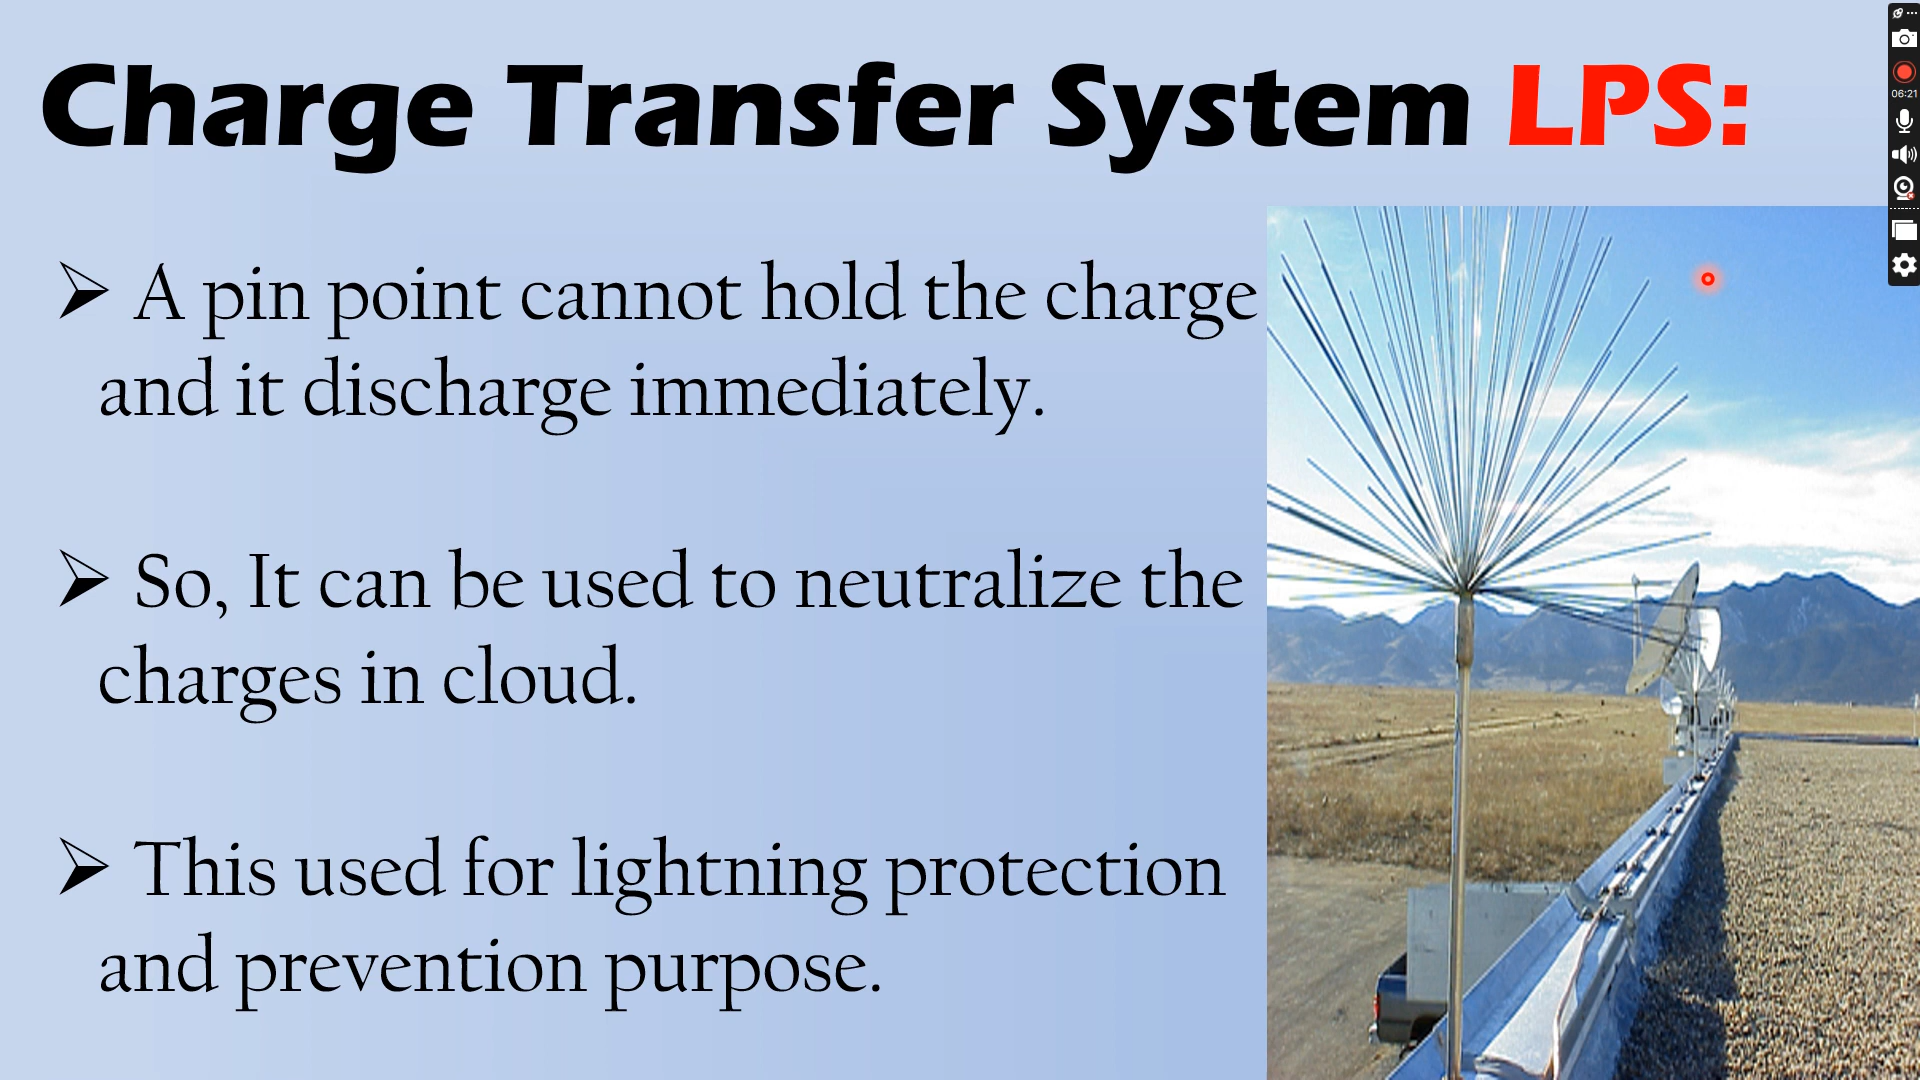 Charge Transfer System LPS:
➢ A pin point cannot hold the charge
and it discharge immediately.
➢ So, It can be used to neutralize the
charges in cloud.
➢ This used for lightning protection
and prevention purpose.
06:21